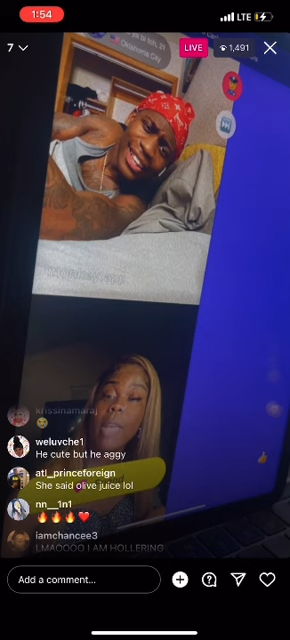 1:54
LTE
7
LIVE
1,491
Oklahoma City
krissinamaraj
weluvche1
He cute but he aggy
atl_princeforeign
She said olive juice lol
nn__1n1
iamchancee3
LMAOOOO I AM HOLLERING
Add a comment...